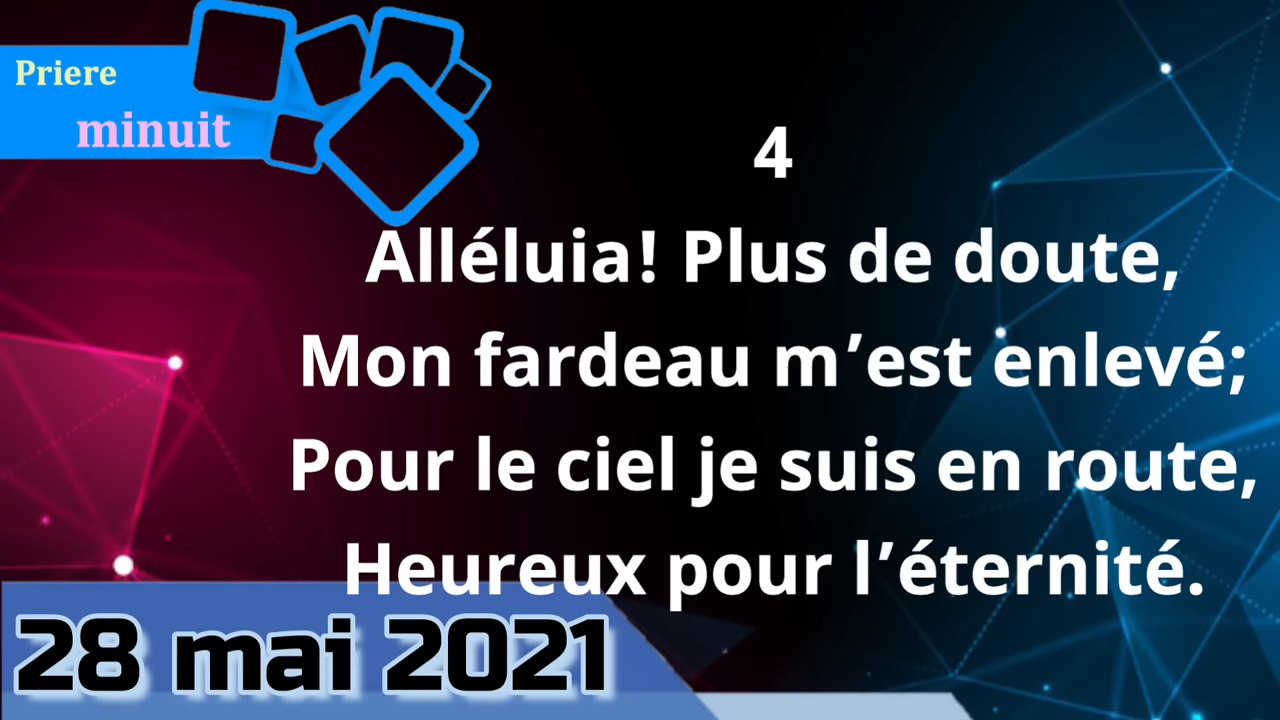 Priere
minuit
4
Alléluia! Plus de doute,
Mon fardeau m’est enlevé;
Pour le ciel je suis en route,
Heureux pour l’éternité.
28 mai 2021